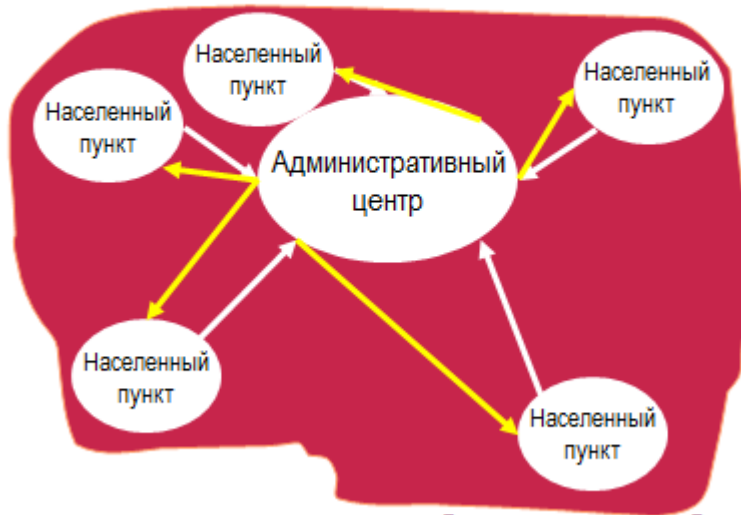 Населенный
пункт
Населенный
пункт
Населенный
пункт
Административный
центр
Населенный
пункт
Населенный
пункт